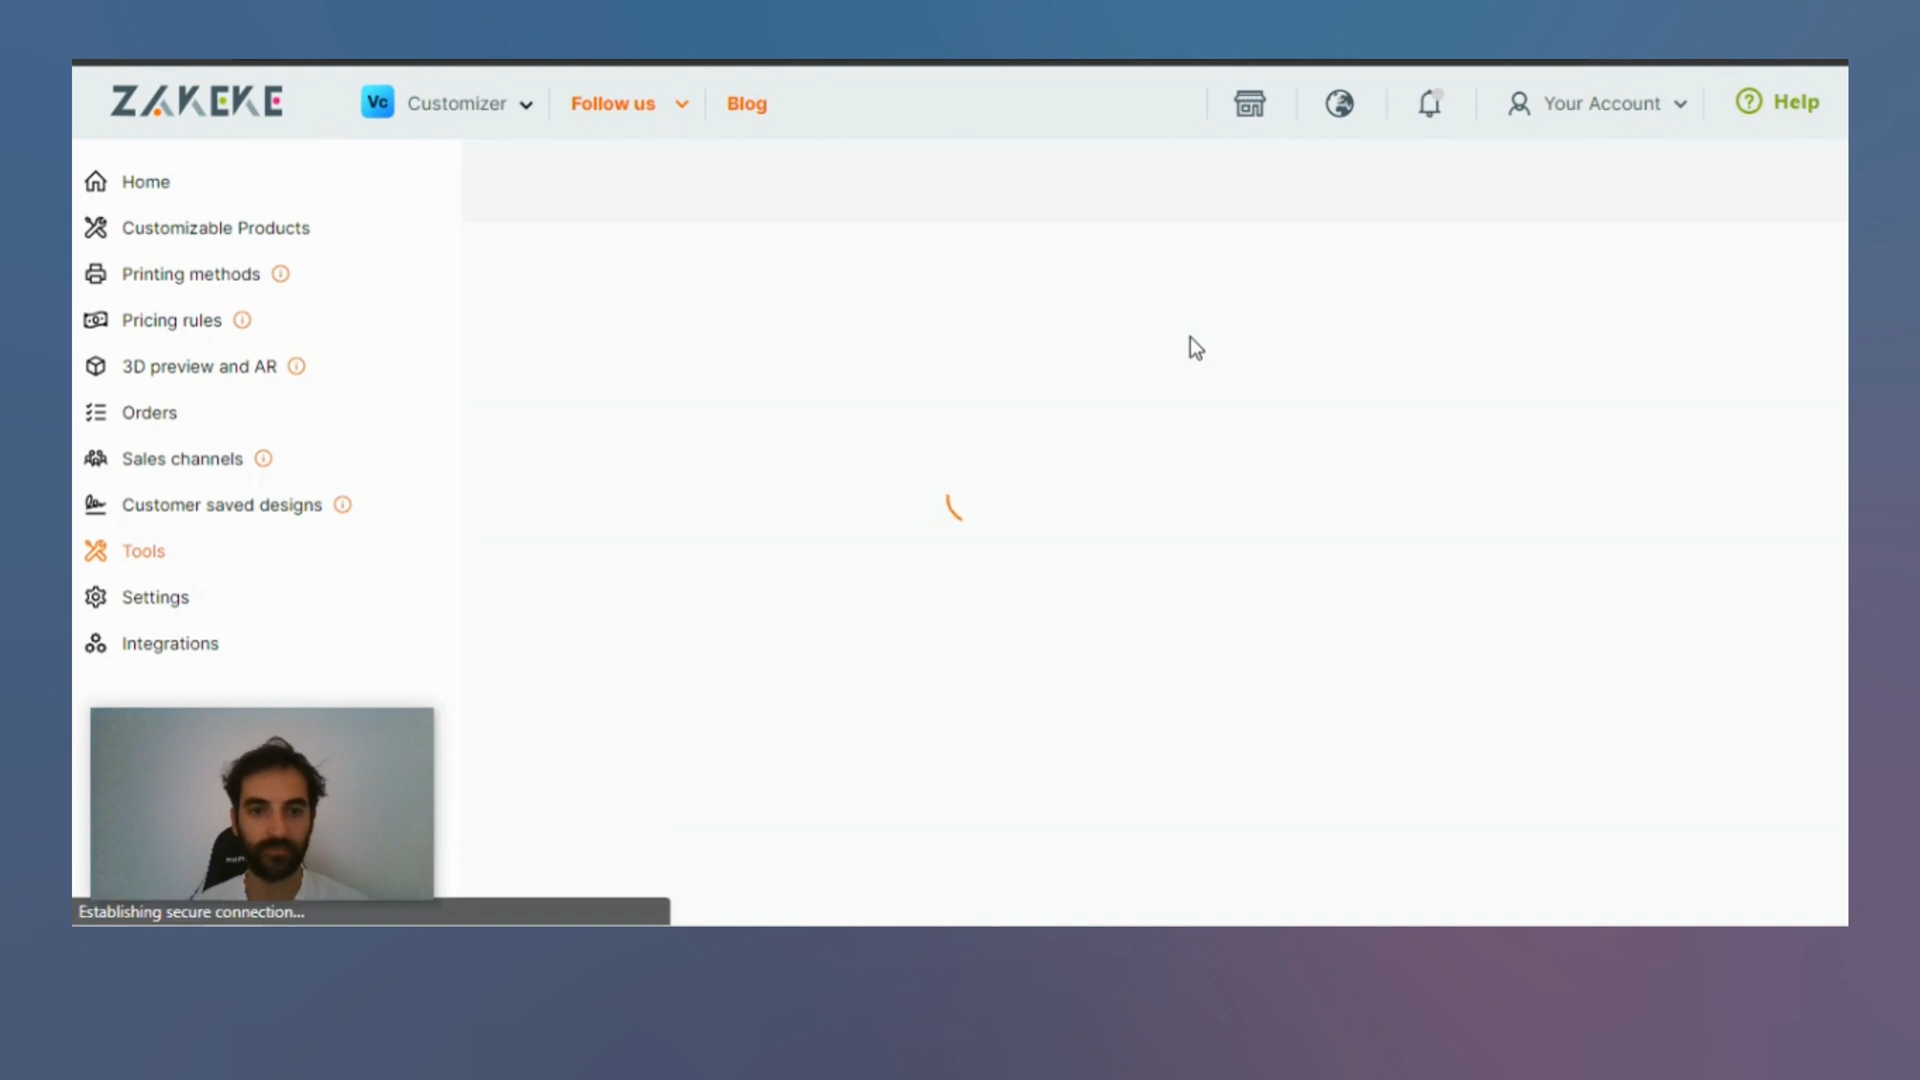 ZAKEKE
Vc Customizer
Follow us
Blog
Your Account
Help
Home
Customizable Products
Printing methods
Pricing rules
3D preview and AR
Orders
Sales channels
Customer saved designs
Tools
Settings
Integrations
Establishing secure connection...